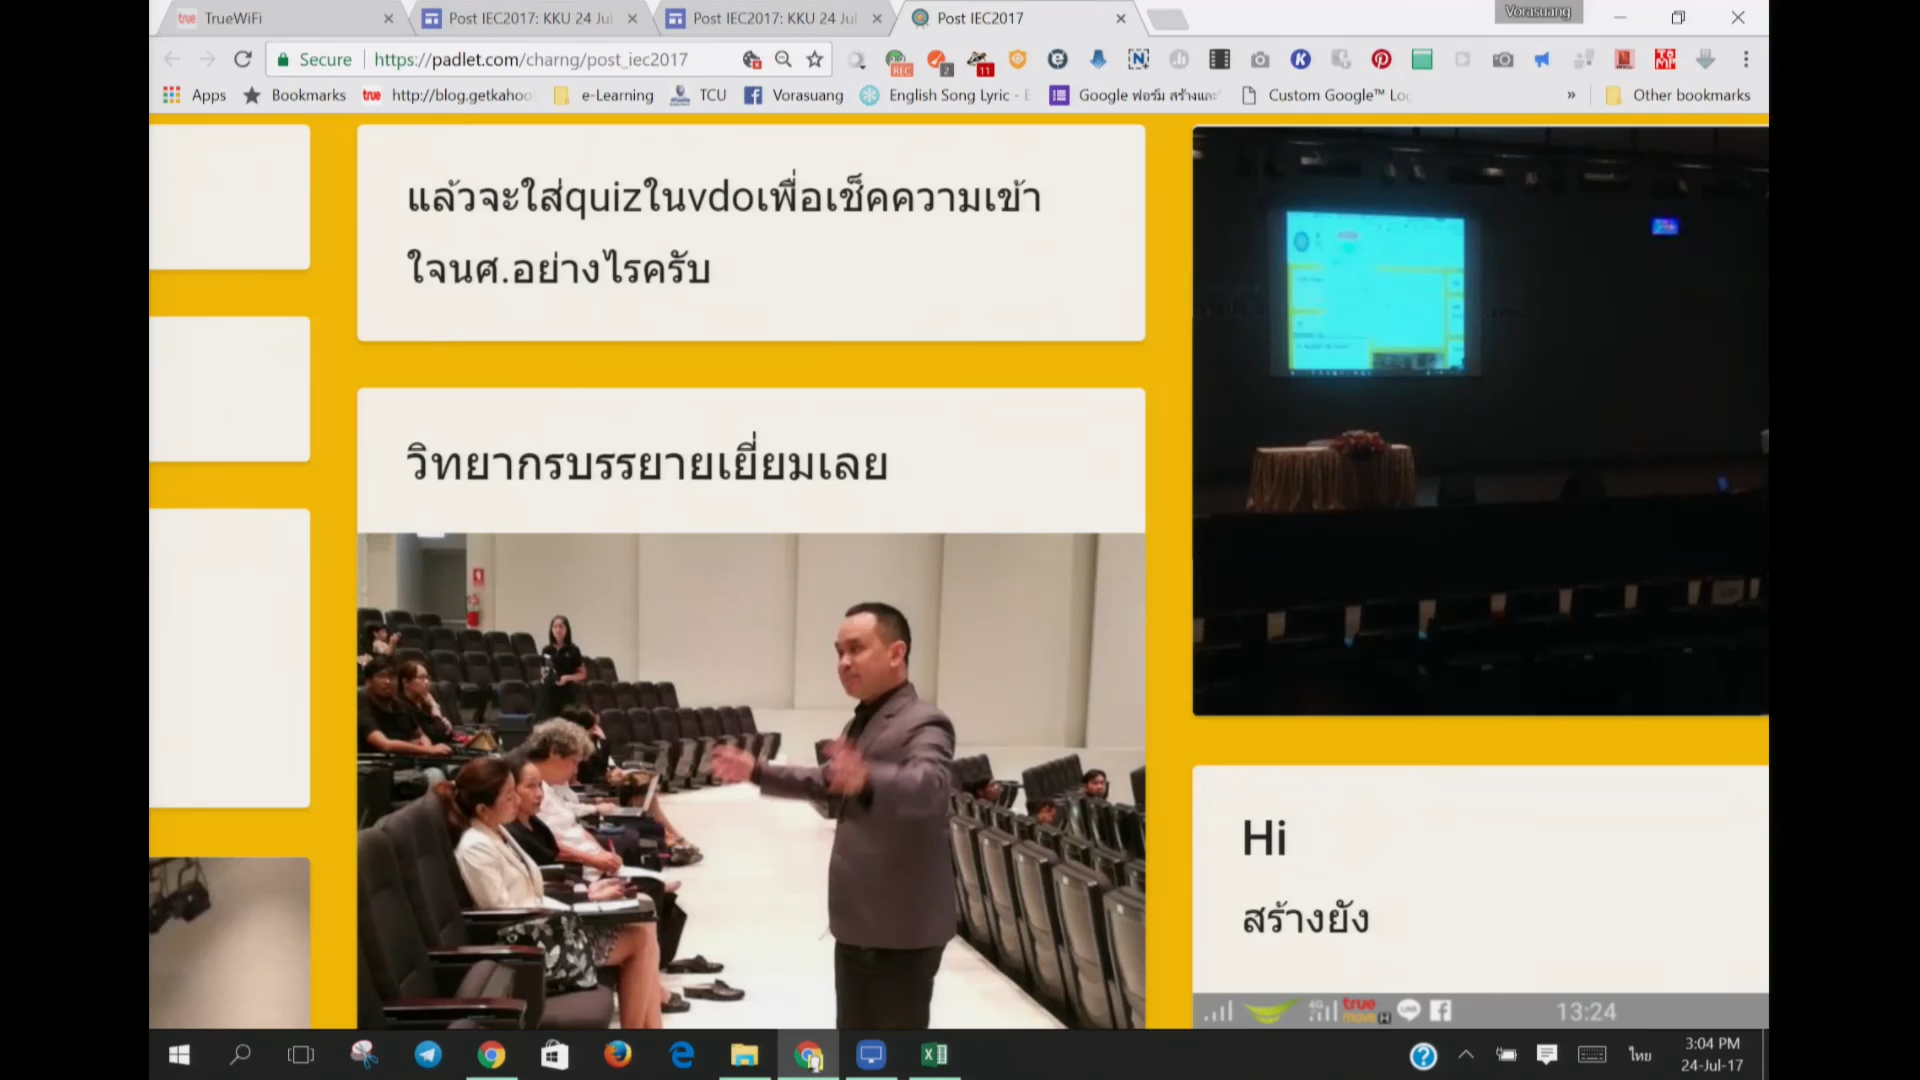 TrueWiFi
Post IEC2017: KKU 24 Jul
Post IEC2017: KKU 24 Jul
Post IEC2017
Vorasuang
Secure
https://padlet.com/charng/post_iec2017
REC
2
11
Apps
Bookmarks
true
http://blog.getkahoo
e-Learning
TCU
Vorasuang
English Song Lyric -
Google ฟอร์ม สร้างและ
Custom Google™ Lo
»
Other bookmarks
แล้วจะใส่quizในvdoเพื่อเช็คความเข้า
ใจนศ.อย่างไรครับ
วิทยากรบรรยายเยี่ยมเลย
Hi
สร้างยัง
4G
true
move H
13:24
ไทย
3:04 PM
24-Jul-17